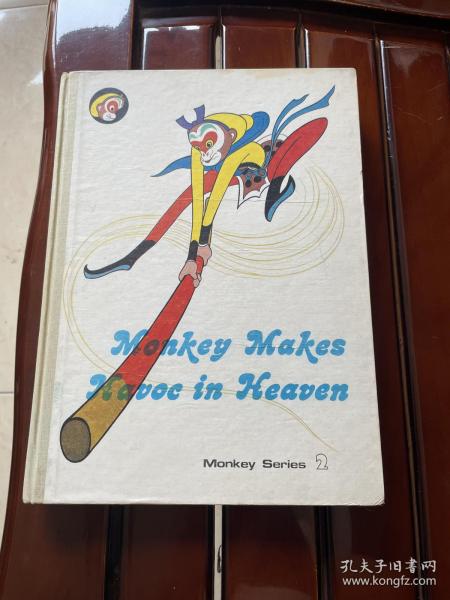 Monkey Makes
Havoc in Heaven
Monkey Series 2
孔夫子旧书网
www.kongfz.com